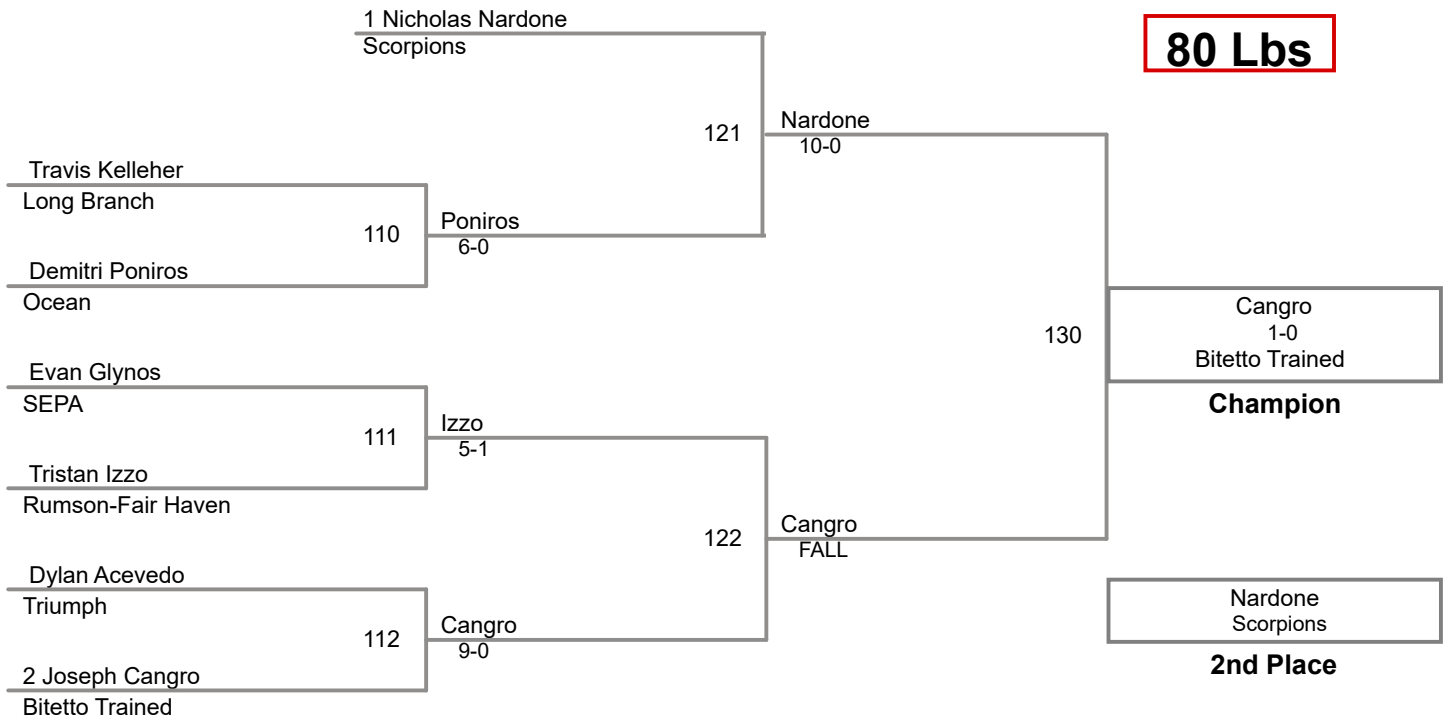 1 Nicholas Nardone
Scorpions
80 Lbs
121
Nardone
10-0
Travis Kelleher
Long Branch
110
Poniros
6-0
Demitri Poniros
Ocean
Evan Glynos
SEPA
111
Izzo
5-1
Tristan Izzo
Rumson-Fair Haven
122
Cangro
FALL
Dylan Acevedo
Triumph
112
Cangro
9-0
2 Joseph Cangro
Bitetto Trained
130
Cangro
1-0
Bitetto Trained
Champion
Nardone
Scorpions
2nd Place